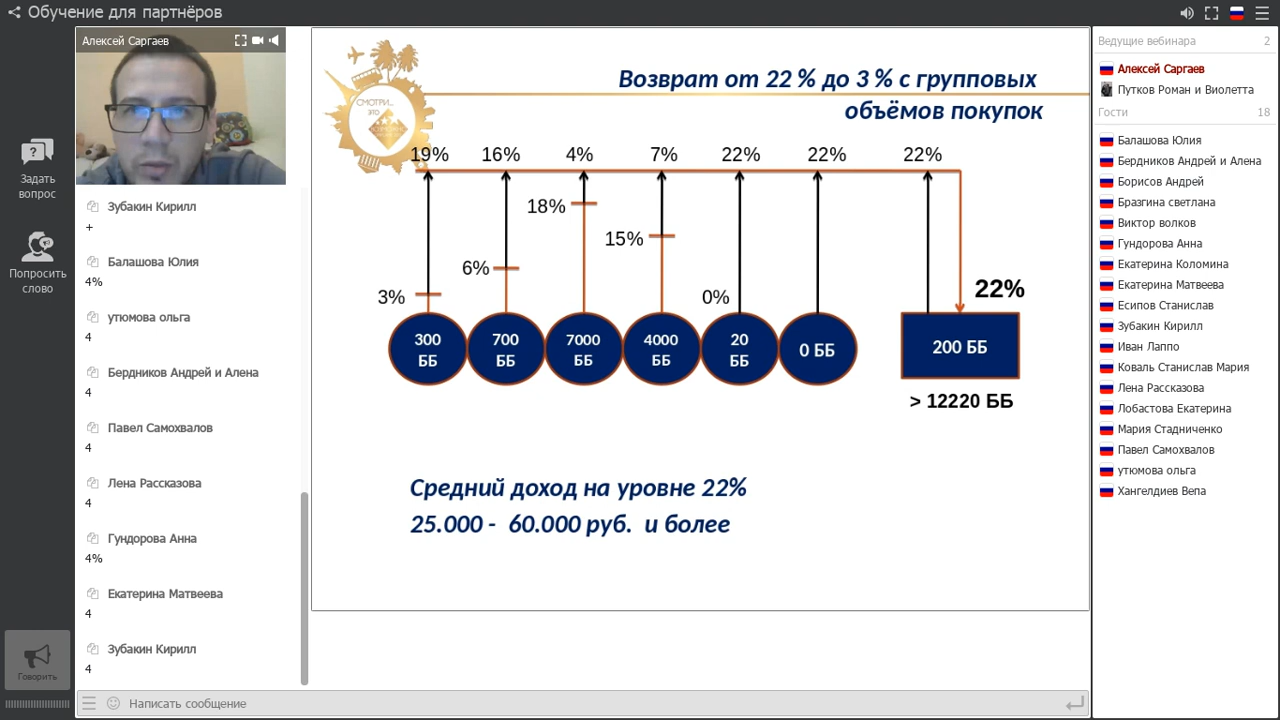 Обучение для партнёров
Алексей Саргаев
Задать
вопрос
Попросить
слово
Говорить
Зубакин Кирилл
+
Балашова Юлия
4%
утюмова ольга
4
Бердников Андрей и Алена
4
Павел Самохвалов
4
Лена Рассказова
4
Гундорова Анна
4%
Екатерина Матвеева
4
Зубакин Кирилл
4
Написать сообщение
СМОТРИ...
ЭТО
ВОЗМОЖНО
Возврат от 22 % до 3 % с групповых
объёмов покупок
19% 16% 4% 7% 22% 22% 22%
18%
15%
6%
3%
0%
22%
300
ББ
700
ББ
7000
ББ
4000
ББ
20
ББ
0 ББ
200 ББ
> 12220 ББ
Средний доход на уровне 22%
25.000 - 60.000 руб. и более
Ведущие вебинара 2
Алексей Саргаев
Путков Роман и Виолетта
Гости 18
Балашова Юлия
Бердников Андрей и Алена
Борисов Андрей
Бразгина светлана
Виктор волков
Гундорова Анна
Екатерина Коломина
Екатерина Матвеева
Есипов Станислав
Зубакин Кирилл
Иван Лаппо
Коваль Станислав Мария
Лена Рассказова
Лобастова Екатерина
Мария Стадниченко
Павел Самохвалов
утюмова ольга
Хангелдиев Вепа